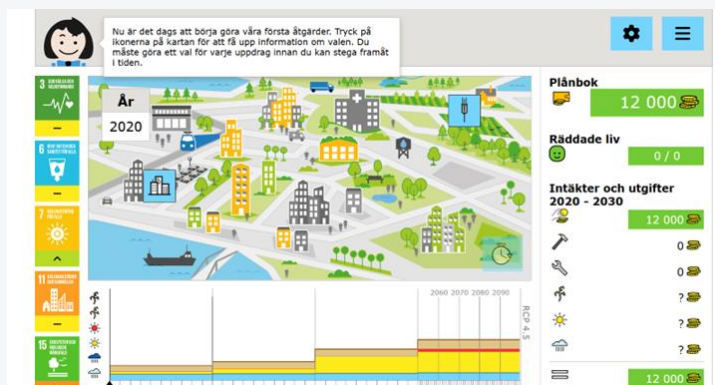 Nu är det dags att börja göra våra första åtgärder. Tryck på
ikonerna på kartan för att få upp information om valen. Du
måste göra ett val för varje uppdrag innan du kan stega framåt
i tiden.
År
2020
3
6
7
11
15
Plånbok
12 000
Räddade liv
0 / 0
Intäkter och utgifter
2020 - 2030
12 000
0
0
?
?
?
12 000
2060 2070 2080 2090
RCP 4.5